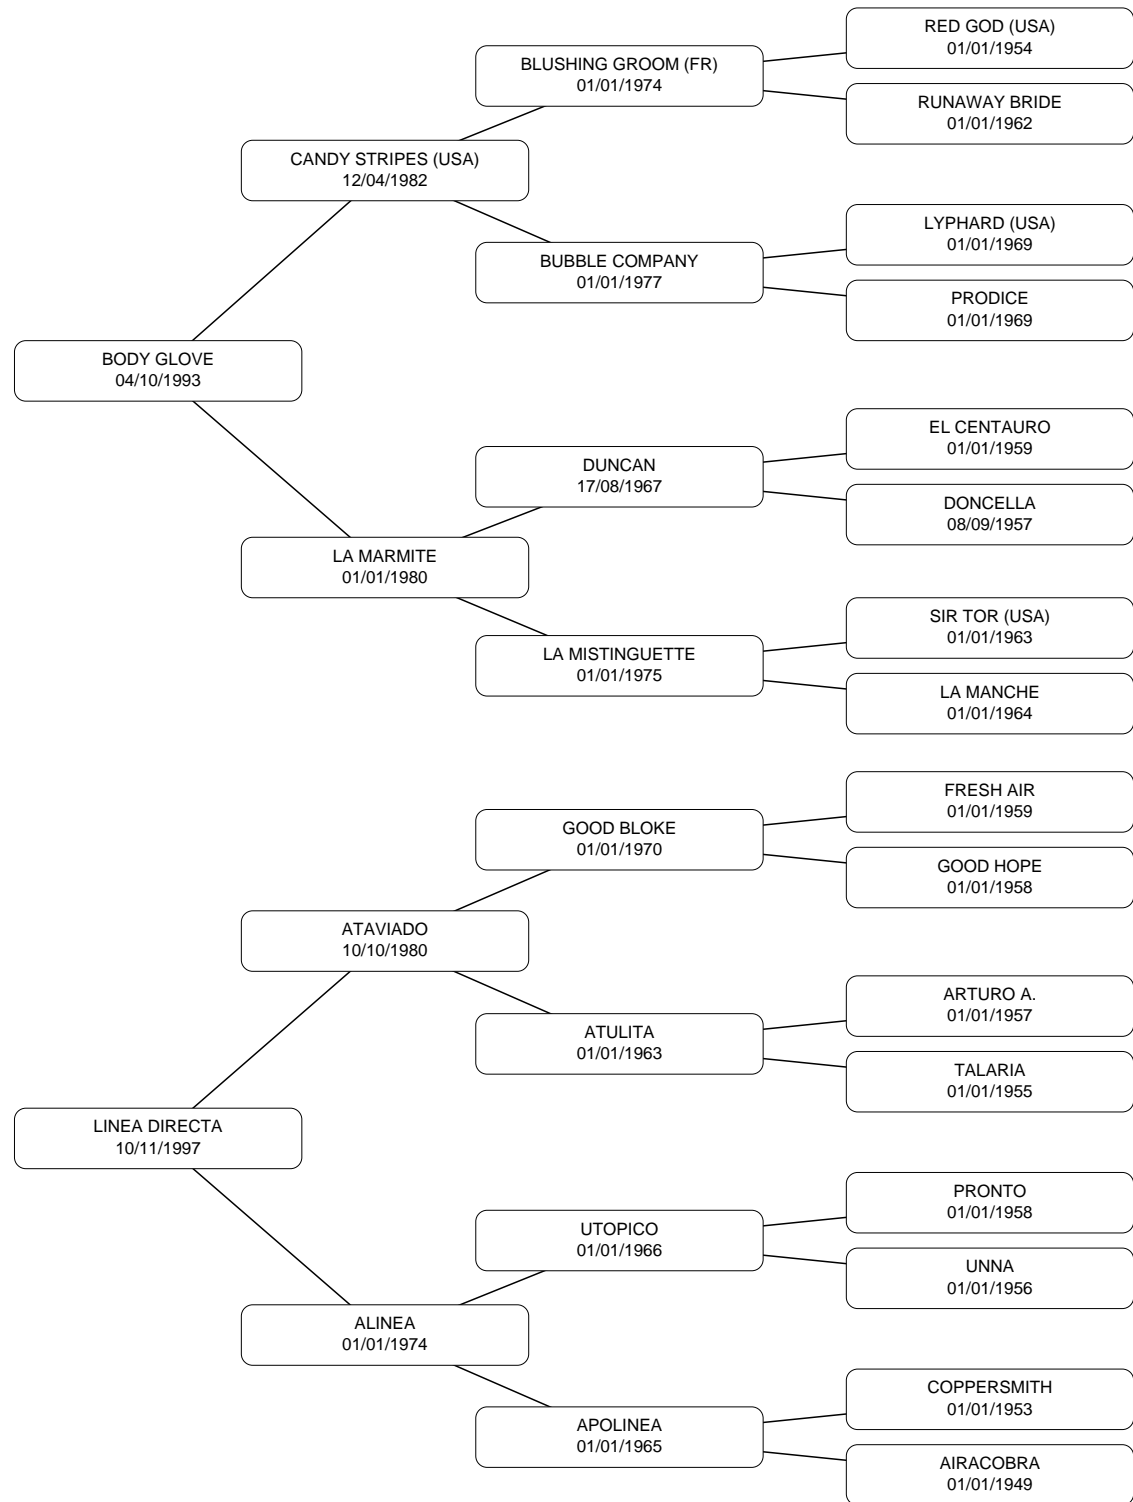 RED GOD (USA)
01/01/1954
BLUSHING GROOM (FR)
01/01/1974
RUNAWAY BRIDE
01/01/1962
CANDY STRIPES (USA)
12/04/1982
LYPHARD (USA)
01/01/1969
BUBBLE COMPANY
01/01/1977
PRODICE
01/01/1969
BODY GLOVE
04/10/1993
EL CENTAURO
01/01/1959
DUNCAN
17/08/1967
DONCELLA
08/09/1957
LA MARMITE
01/01/1980
SIR TOR (USA)
01/01/1963
LA MISTINGUETTE
01/01/1975
LA MANCHE
01/01/1964
FRESH AIR
01/01/1959
GOOD BLOKE
01/01/1970
GOOD HOPE
01/01/1958
ATAVIADO
10/10/1980
ARTURO A.
01/01/1957
ATULITA
01/01/1963
TALARIA
01/01/1955
LINEA DIRECTA
10/11/1997
PRONTO
01/01/1958
UTOPICO
01/01/1966
UNNA
01/01/1956
ALINEA
01/01/1974
COPPERSMITH
01/01/1953
APOLINEA
01/01/1965
AIRACOBRA
01/01/1949